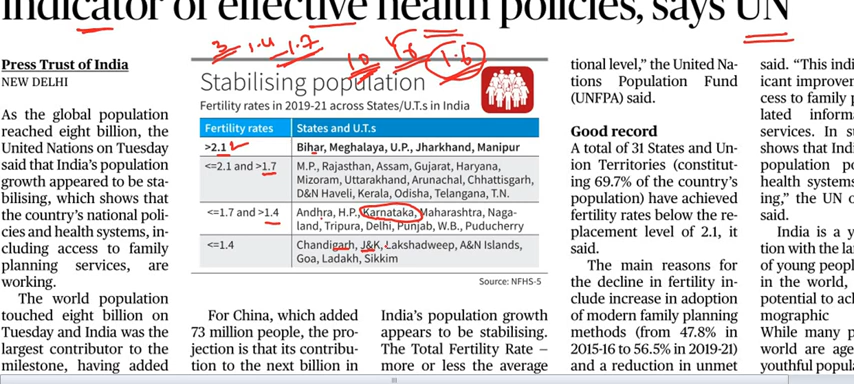 indicator of effective health policies, says UN
Press Trust of India
NEW DELHI
As the global population
reached eight billion, the
United Nations on Tuesday
said that India's population
growth appeared to be sta-
bilising, which shows that
the country's national poli-
cies and health systems, in-
cluding access to family
planning services, are
working.
The world population
touched eight billion on
Tuesday and India was the
largest contributor to the
milestone, having added
3 1.4 1.7
1.6
Stabilising population
Fertility rates in 2019-21 across States/U.T.s in India
Fertility rates States and U.T.s
>2.1 Bihar, Meghalaya, U.P., Jharkhand, Manipur
<=2.1 and >1.7 M.P., Rajasthan, Assam, Gujarat, Haryana,
Mizoram, Uttarakhand, Arunachal, Chhattisgarh,
D&N Haveli, Kerala, Odisha, Telangana, T.N.
<=1.7 and >1.4 Andhra, H.P., Karnataka, Maharashtra, Naga-
land, Tripura, Delhi, Punjab, W.B., Puducherry
<=1.4 Chandigarh, J&K, Lakshadweep, A&N Islands,
Goa, Ladakh, Sikkim
Source: NFHS-5
For China, which added
73 million people, the pro-
jection is that its contribu-
tion to the next billion in
India's population growth
appears to be stabilising.
The Total Fertility Rate —
more or less the average
tional level," the United Na-
tions Population Fund
(UNFPA) said.
Good record
A total of 31 States and Un-
ion Territories (constitut-
ing 69.7% of the country's
population) have achieved
fertility rates below the re-
placement level of 2.1, it
said.
The main reasons for
the decline in fertility in-
clude increase in adoption
of modern family planning
methods (from 47.8% in
2015-16 to 56.5% in 2019-21)
and a reduction in unmet
said. "This indi
icant improver
cess to family p
lated inform
services. In s
shows that Indi
population po
health systems
ing," the UN o
said.
India is a y
tion with the la
of young peopl
in the world,
potential to acl
mographic
While many p
world are age
youthful popul